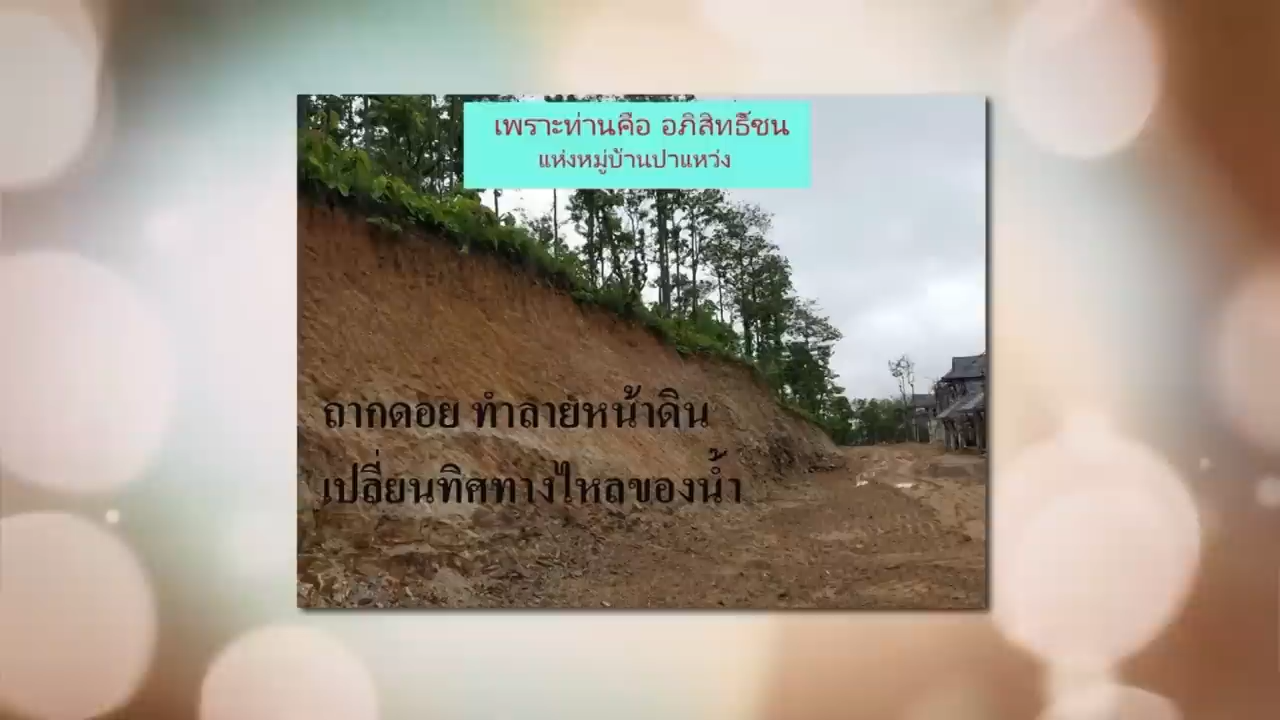 เพราะท่านคือ อภิสิทธิ์ชน
แห่งหมู่บ้านป่าแหว่ง
ถากดอย ทำลายหน้าดิน
เปลี่ยนทิศทางไหลของน้ำ